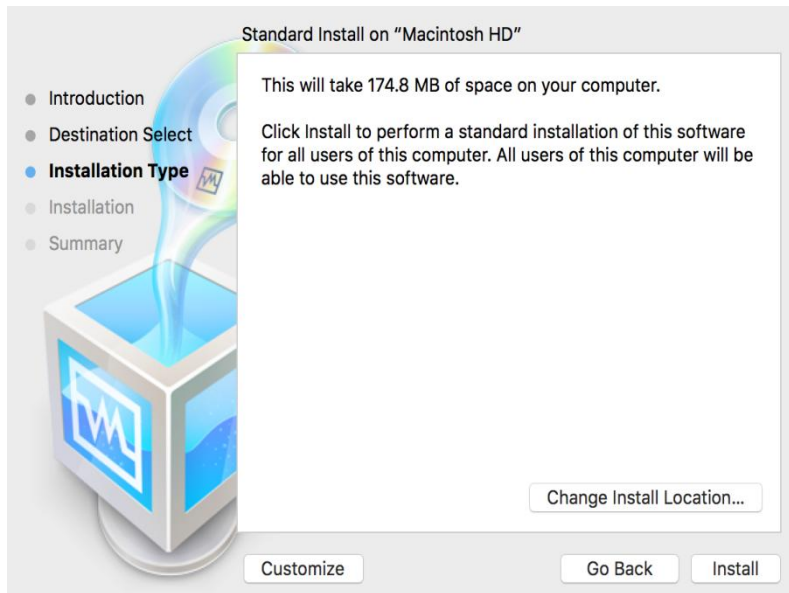 Standard Install on “Macintosh HD”
Introduction
Destination Select
Installation Type
Installation
Summary
This will take 174.8 MB of space on your computer.
Click Install to perform a standard installation of this software
for all users of this computer. All users of this computer will be
able to use this software.
Change Install Location...
Customize
Go Back
Install